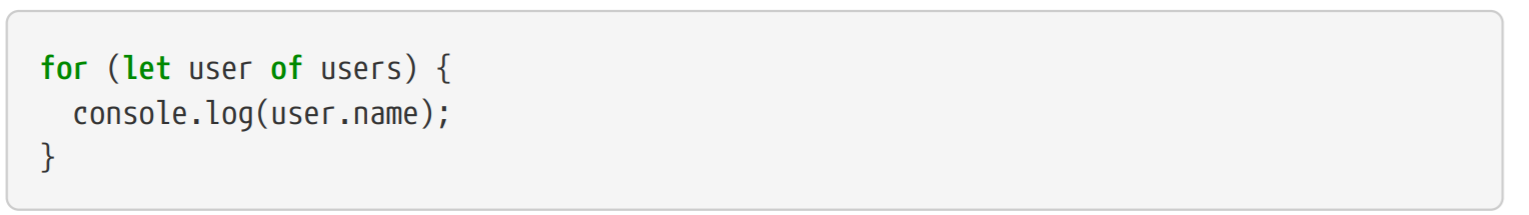 for (let user of users) {
  console.log(user.name);
}